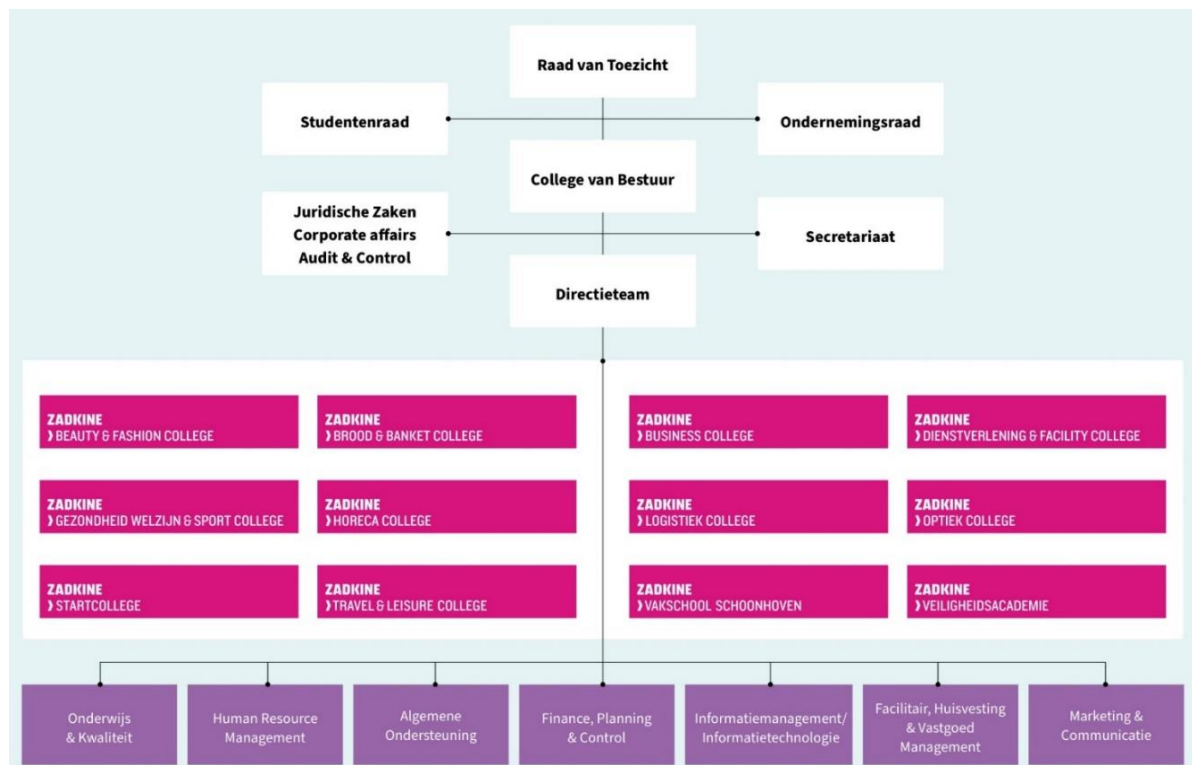 Raad van Toezicht
Studentenraad
Ondernemingsraad
College van Bestuur
Juridische Zaken
Corporate affairs
Audit & Control
Secretariaat
Directieteam
ZADKINE
❩ BEAUTY & FASHION COLLEGE
ZADKINE
❩ BROOD & BANKET COLLEGE
ZADKINE
❩ BUSINESS COLLEGE
ZADKINE
❩ DIENSTVERLENING & FACILITY COLLEGE
ZADKINE
❩ GEZONDHEID WELZIJN & SPORT COLLEGE
ZADKINE
❩ HORECA COLLEGE
ZADKINE
❩ LOGISTIEK COLLEGE
ZADKINE
❩ OPTIEK COLLEGE
ZADKINE
❩ STARTCOLLEGE
ZADKINE
❩ TRAVEL & LEISURE COLLEGE
ZADKINE
❩ VAKSCHOOL SCHOONHOVEN
ZADKINE
❩ VEILIGHEIDSACADEMIE
Onderwijs
& Kwaliteit
Human Resource
Management
Algemene
Ondersteuning
Finance, Planning
& Control
Informatiemanagement/
Informatietechnologie
Facilitair, Huisvesting
& Vastgoed
Management
Marketing &
Communicatie